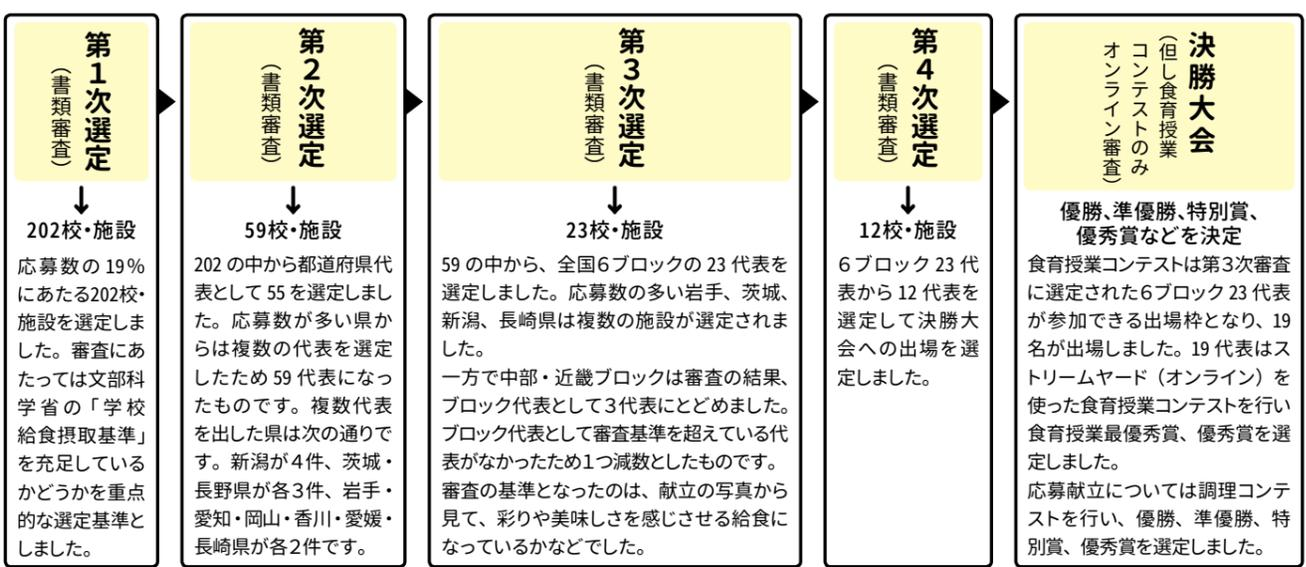 第１次選定
（書類審査）
↓
202校・施設
応募数の19％
にあたる202校・
施設を選定しま
した。審査にあ
たっては文部科
学省の「学校
給食摂取基準」
を充足している
かどうかを重点
的な選定基準と
しました。
第２次選定
（書類審査）
↓
59校・施設
202 の中から都道府県代
表として 55 を選定しまし
た。応募数が多い県か
らは複数の代表を選定
したため 59 代表になっ
たものです。複数代表
を出した県は次の通りで
す。新潟が４件、茨城・
長野県が各３件、岩手・
愛知・岡山・香川・愛媛・
長崎県が各２件です。
第３次選定
（書類審査）
↓
23校・施設
59 の中から、全国６ブロックの 23 代表を
選定しました。応募数の多い岩手、茨城、
新潟、長崎県は複数の施設が選定されま
した。
一方で中部・近畿ブロックは審査の結果、
ブロック代表として３代表にとどめました。
ブロック代表として審査基準を超えている代
表がなかったため１つ減数としたものです。
審査の基準となったのは、献立の写真から
見て、彩りや美味しさを感じさせる給食に
なっているかなどでした。
第４次選定
（書類審査）
↓
12校・施設
６ブロック 23 代
表から 12 代表を
選定して決勝大
会への出場を選
定しました。
決勝大会
（但し食育授業
コンテストのみ
オンライン審査）
優勝、準優勝、特別賞、
優秀賞などを決定
食育授業コンテストは第３次審査
に選定された６ブロック 23 代表
が参加できる出場枠となり、19
名が出場しました。19 代表はス
トリームヤード（オンライン）を
使った食育授業コンテストを行い
食育授業最優秀賞、優秀賞を選
定しました。
応募献立については調理コンテ
ストを行い、優勝、準優勝、特
別賞、優秀賞を選定しました。